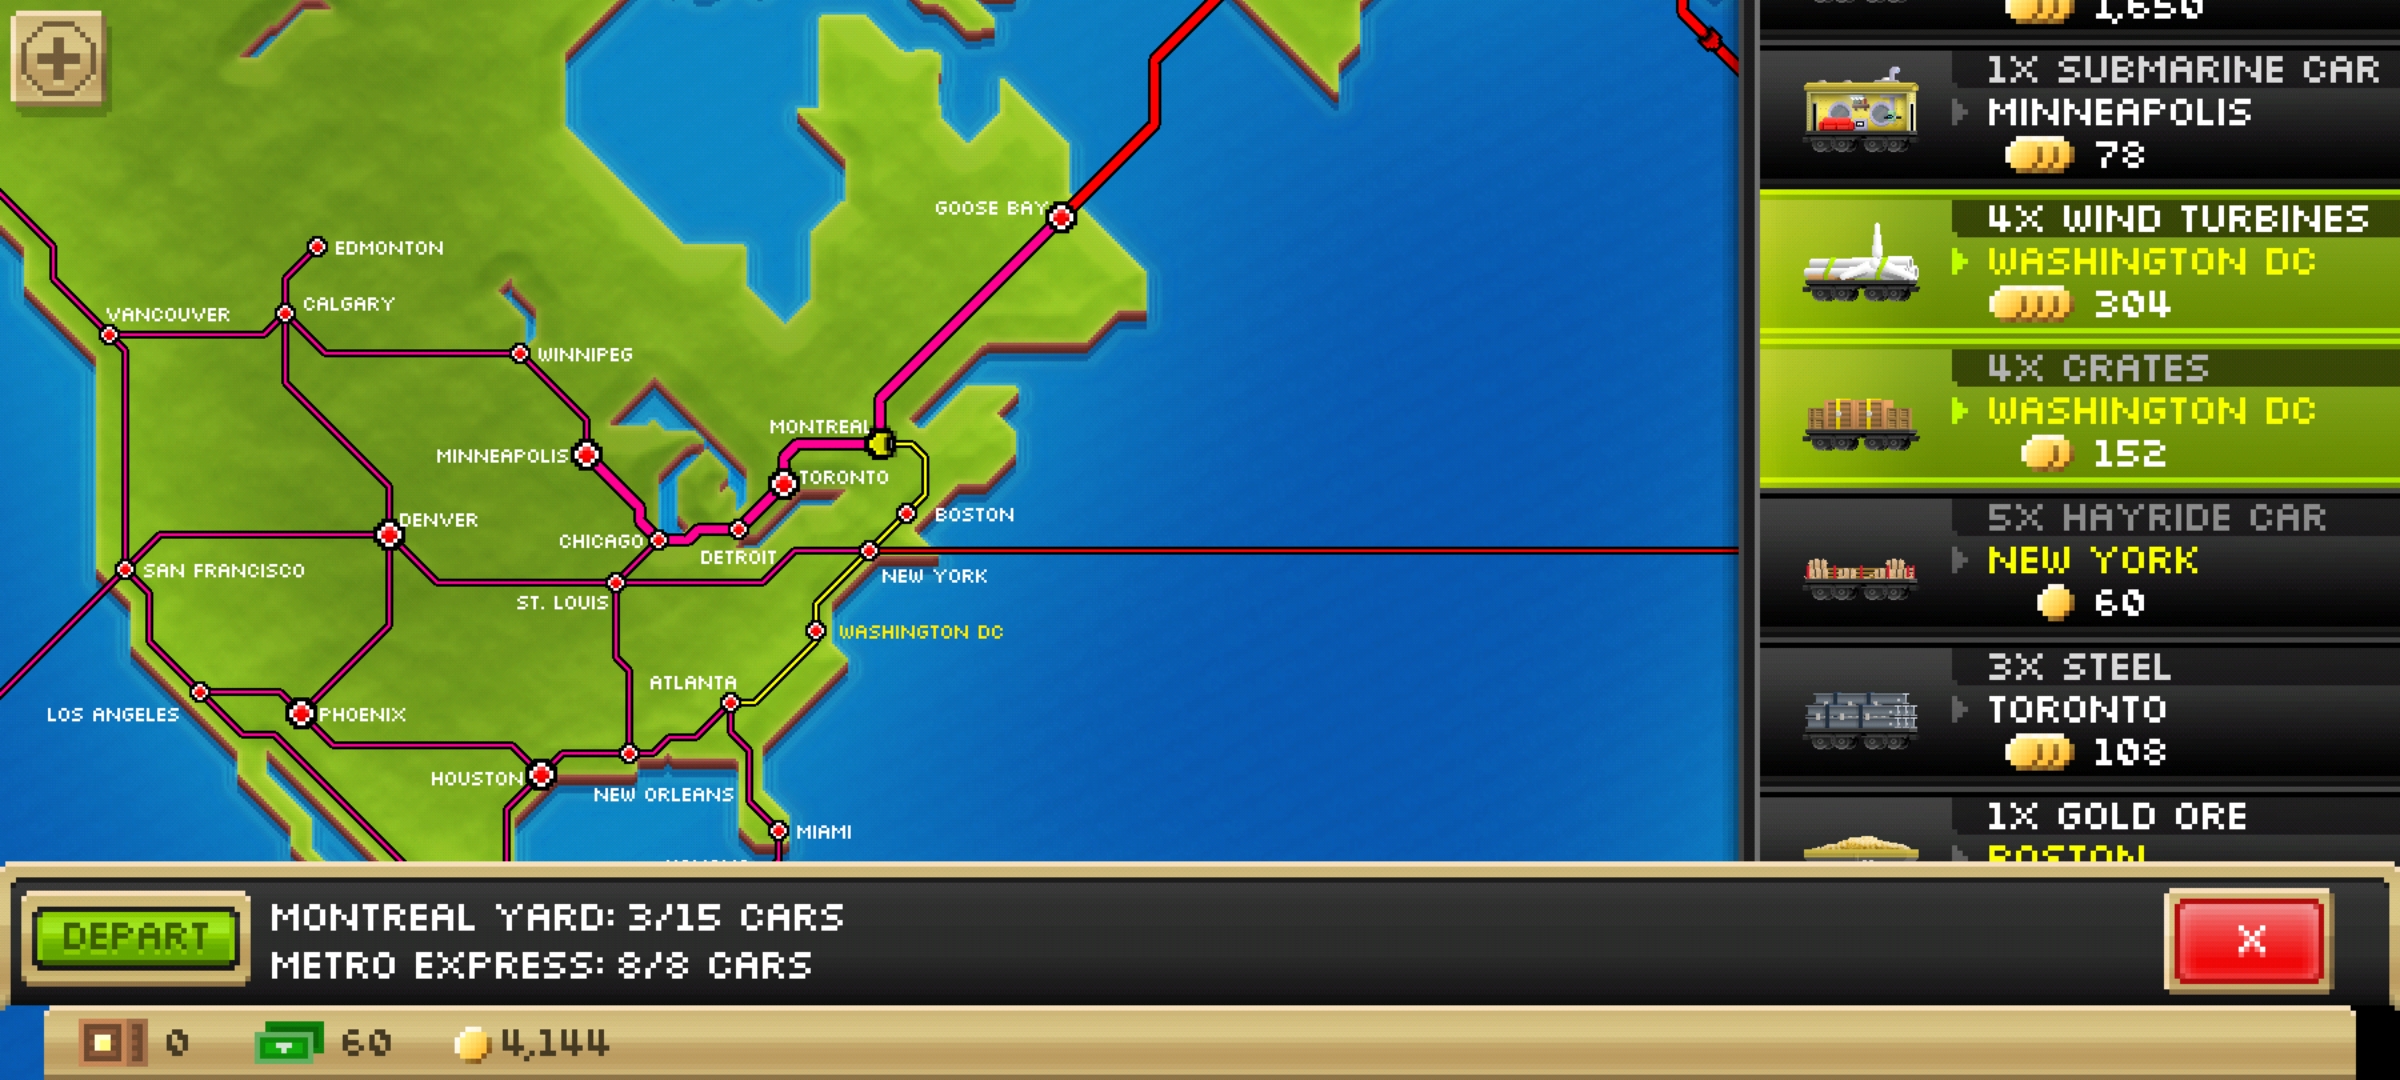 GOOSE BAY
EDMONTON
CALGARY
VANCOUVER
WINNIPEG
MONTREAL
MINNEAPOLIS
TORONTO
DENVER
BOSTON
CHICAGO
DETROIT
SAN FRANCISCO
NEW YORK
ST. LOUIS
WASHINGTON DC
ATLANTA
LOS ANGELES
PHOENIX
HOUSTON
NEW ORLEANS
MIAMI
1,650
1X SUBMARINE CAR
MINNEAPOLIS
78
4X WIND TURBINES
WASHINGTON DC
304
4X CRATES
WASHINGTON DC
152
5X HAYRIDE CAR
NEW YORK
60
3X STEEL
TORONTO
108
1X GOLD ORE
BOSTON
DEPART
MONTREAL YARD: 3/15 CARS
METRO EXPRESS: 8/8 CARS
X
0
60
4,144